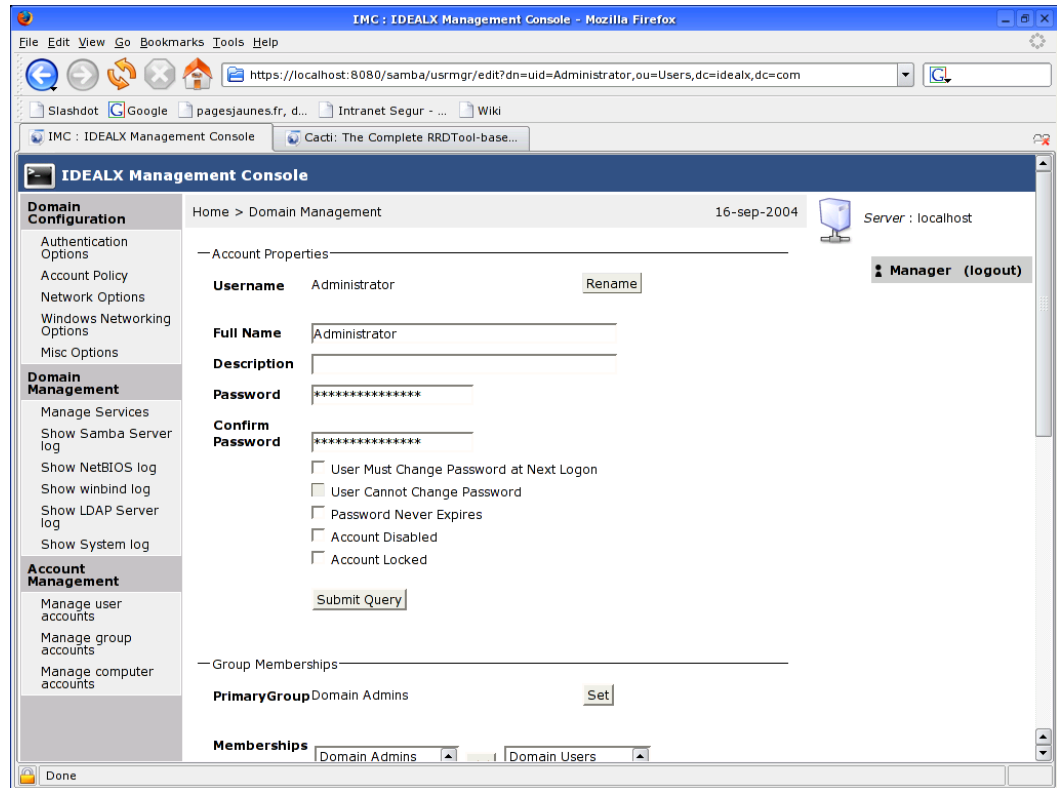 IMC : IDEALX Management Console - Mozilla Firefox
File Edit View Go Bookmarks Tools Help
https://localhost:8080/samba/usrmgr/edit?dn=uid=Administrator,ou=Users,dc=idealx,dc=com
G
Slashdot G Google pagesjaunes.fr, d... Intranet Segur - ... Wiki
IMC : IDEALX Management Console
Cacti: The Complete RRDTool-base...
IDEALX Management Console
Domain
Configuration
Authentication
Options
Account Policy
Network Options
Windows Networking
Options
Misc Options
Domain
Management
Manage Services
Show Samba Server
log
Show NetBIOS log
Show winbind log
Show LDAP Server
log
Show System log
Account
Management
Manage user
accounts
Manage group
accounts
Manage computer
accounts
Home > Domain Management 16-sep-2004
Account Properties
Username Administrator Rename
Full Name Administrator
Description
Password ***************
Confirm
Password ***************
User Must Change Password at Next Logon
User Cannot Change Password
Password Never Expires
Account Disabled
Account Locked
Submit Query
Group Memberships
PrimaryGroup Domain Admins Set
Memberships Domain Admins Domain Users
Server : localhost
Manager (logout)
Done